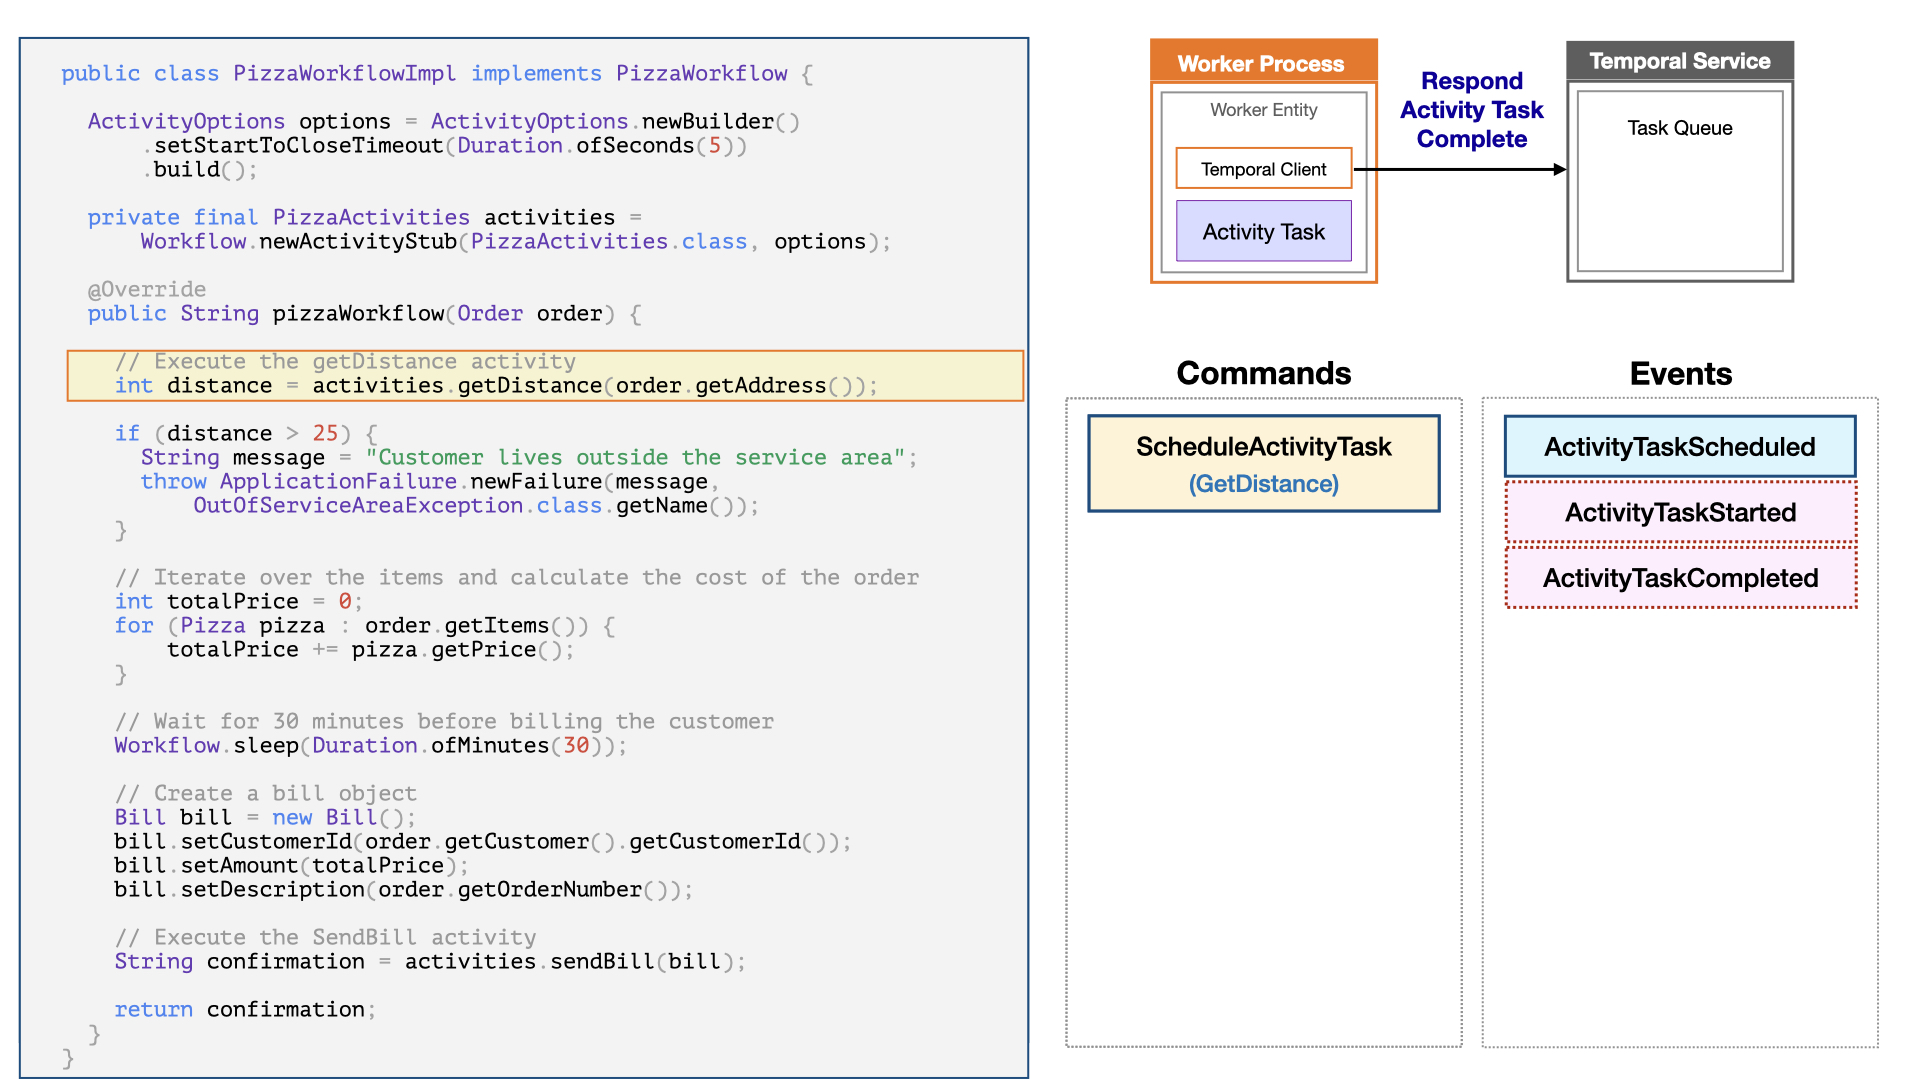 public class PizzaWorkflowImpl implements PizzaWorkflow {
ActivityOptions options = ActivityOptions.newBuilder()
.setStartToCloseTimeout(Duration.ofSeconds(5))
.build();
private final PizzaActivities activities =
Workflow.newActivityStub(PizzaActivities.class, options);
@Override
public String pizzaWorkflow(Order order) {
// Execute the getDistance activity
int distance = activities.getDistance(order.getAddress());
if (distance > 25) {
String message = "Customer lives outside the service area";
throw ApplicationFailure.newFailure(message,
OutOfServiceAreaException.class.getName());
}
// Iterate over the items and calculate the cost of the order
int totalPrice = 0;
for (Pizza pizza : order.getItems()) {
totalPrice += pizza.getPrice();
}
// Wait for 30 minutes before billing the customer
Workflow.sleep(Duration.ofMinutes(30));
// Create a bill object
Bill bill = new Bill();
bill.setCustomerId(order.getCustomer().getCustomerId());
bill.setAmount(totalPrice);
bill.setDescription(order.getOrderNumber());
// Execute the SendBill activity
String confirmation = activities.sendBill(bill);
return confirmation;
}
}
Worker Process
Worker Entity
Temporal Client
Activity Task
Respond
Activity Task
Complete
Temporal Service
Task Queue
Commands
ScheduleActivityTask
(GetDistance)
Events
ActivityTaskScheduled
ActivityTaskStarted
ActivityTaskCompleted